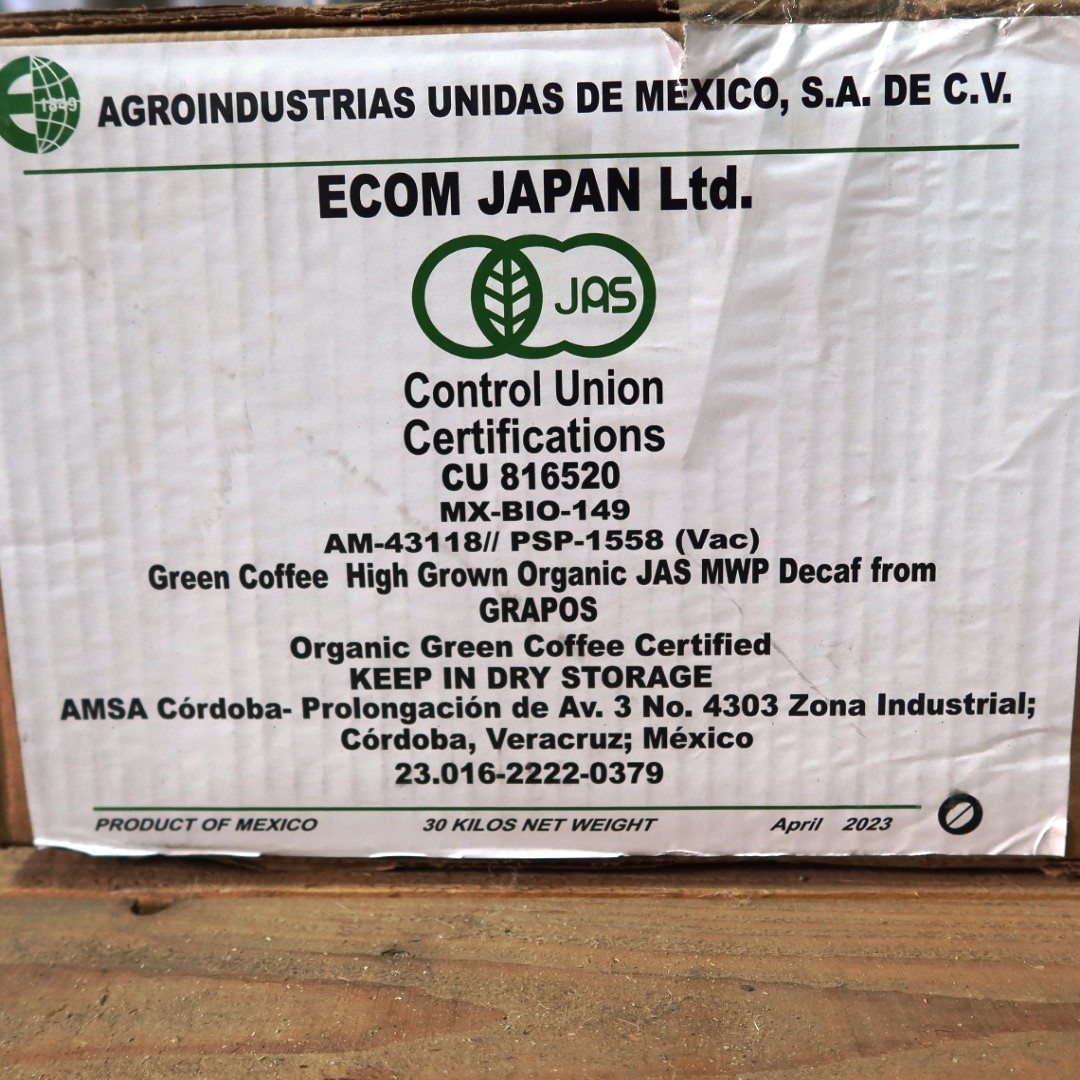 1849
AGROINDUSTRIAS UNIDAS DE MEXICO, S.A. DE C.V.
ECOM JAPAN Ltd.
JAS
Control Union
Certifications
CU 816520
MX-BIO-149
AM-43118// PSP-1558 (Vac)
Green Coffee High Grown Organic JAS MWP Decaf from
GRAPOS
Organic Green Coffee Certified
KEEP IN DRY STORAGE
AMSA Córdoba- Prolongación de Av. 3 No. 4303 Zona Industrial;
Córdoba, Veracruz; México
23.016-2222-0379
PRODUCT OF MEXICO 30 KILOS NET WEIGHT April 2023